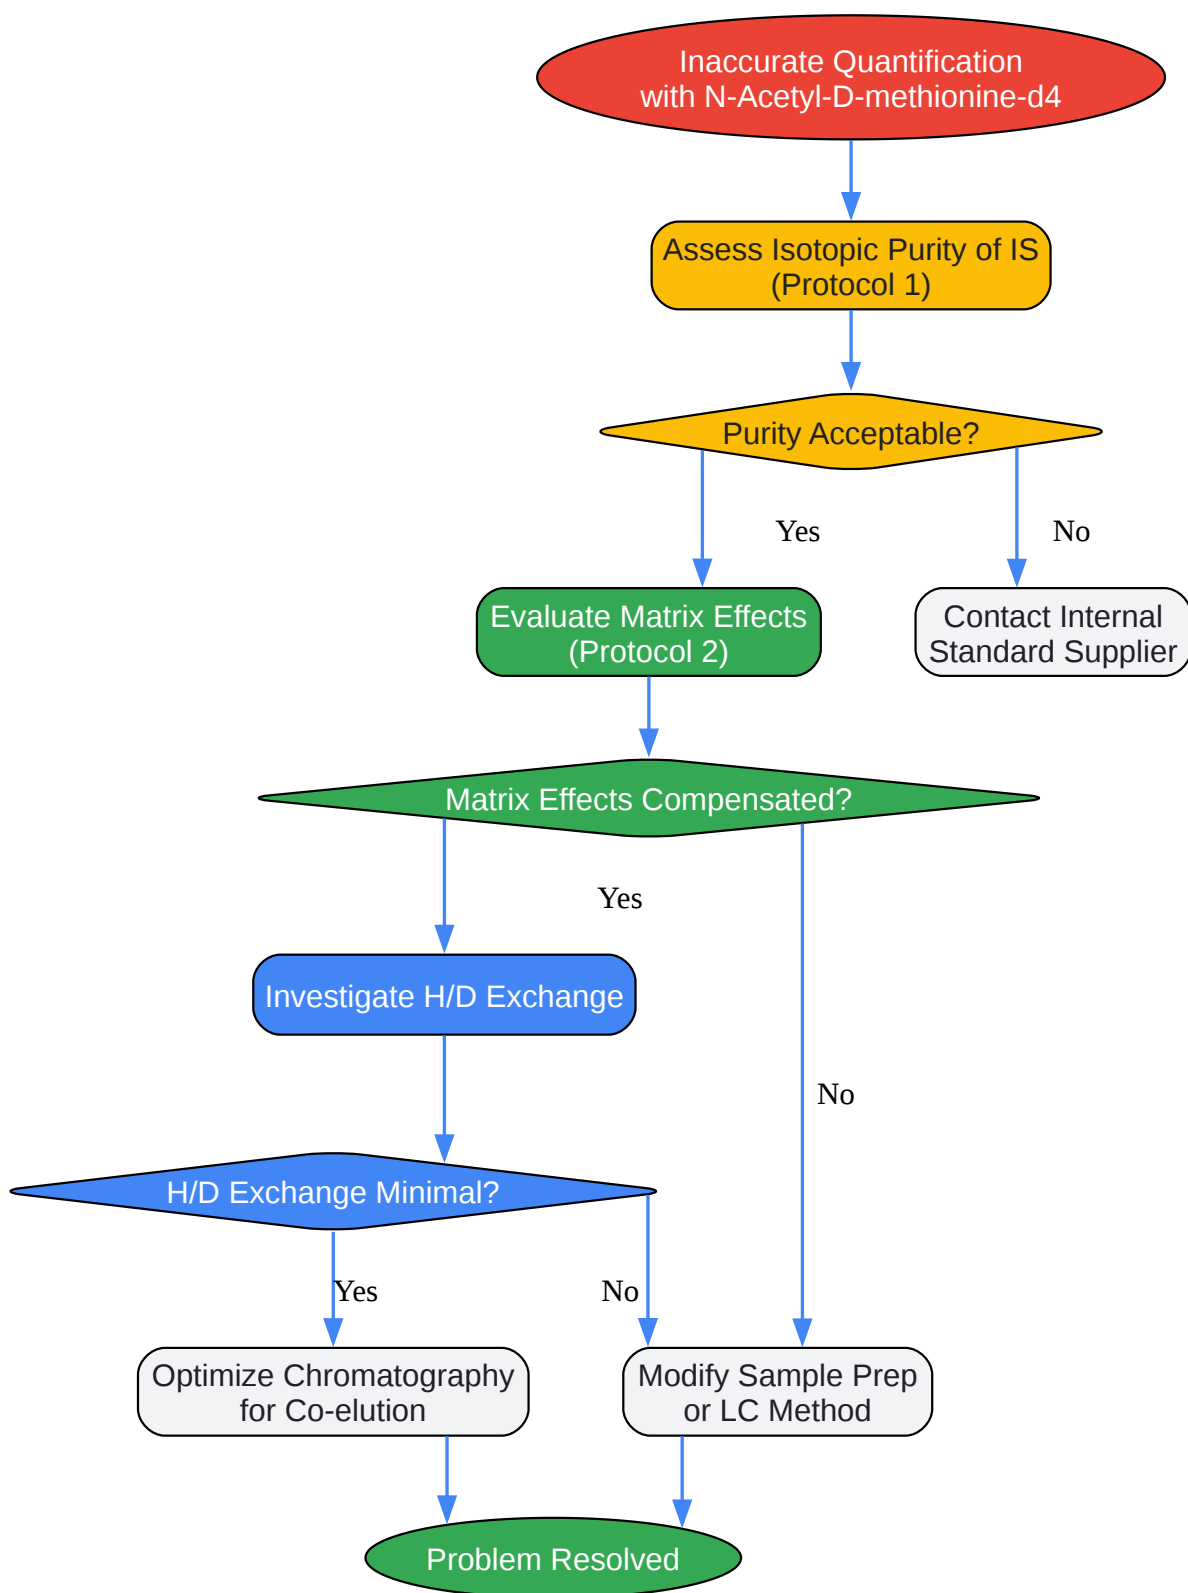 Inaccurate Quantification
with N-Acetyl-D-methionine-d4
Assess Isotopic Purity of IS
(Protocol 1)
Purity Acceptable?
Yes
No
Evaluate Matrix Effects
(Protocol 2)
Contact Internal
Standard Supplier
Matrix Effects Compensated?
Yes
Investigate H/D Exchange
No
H/D Exchange Minimal?
Yes
No
Optimize Chromatography
for Co-elution
Modify Sample Prep
or LC Method
Problem Resolved